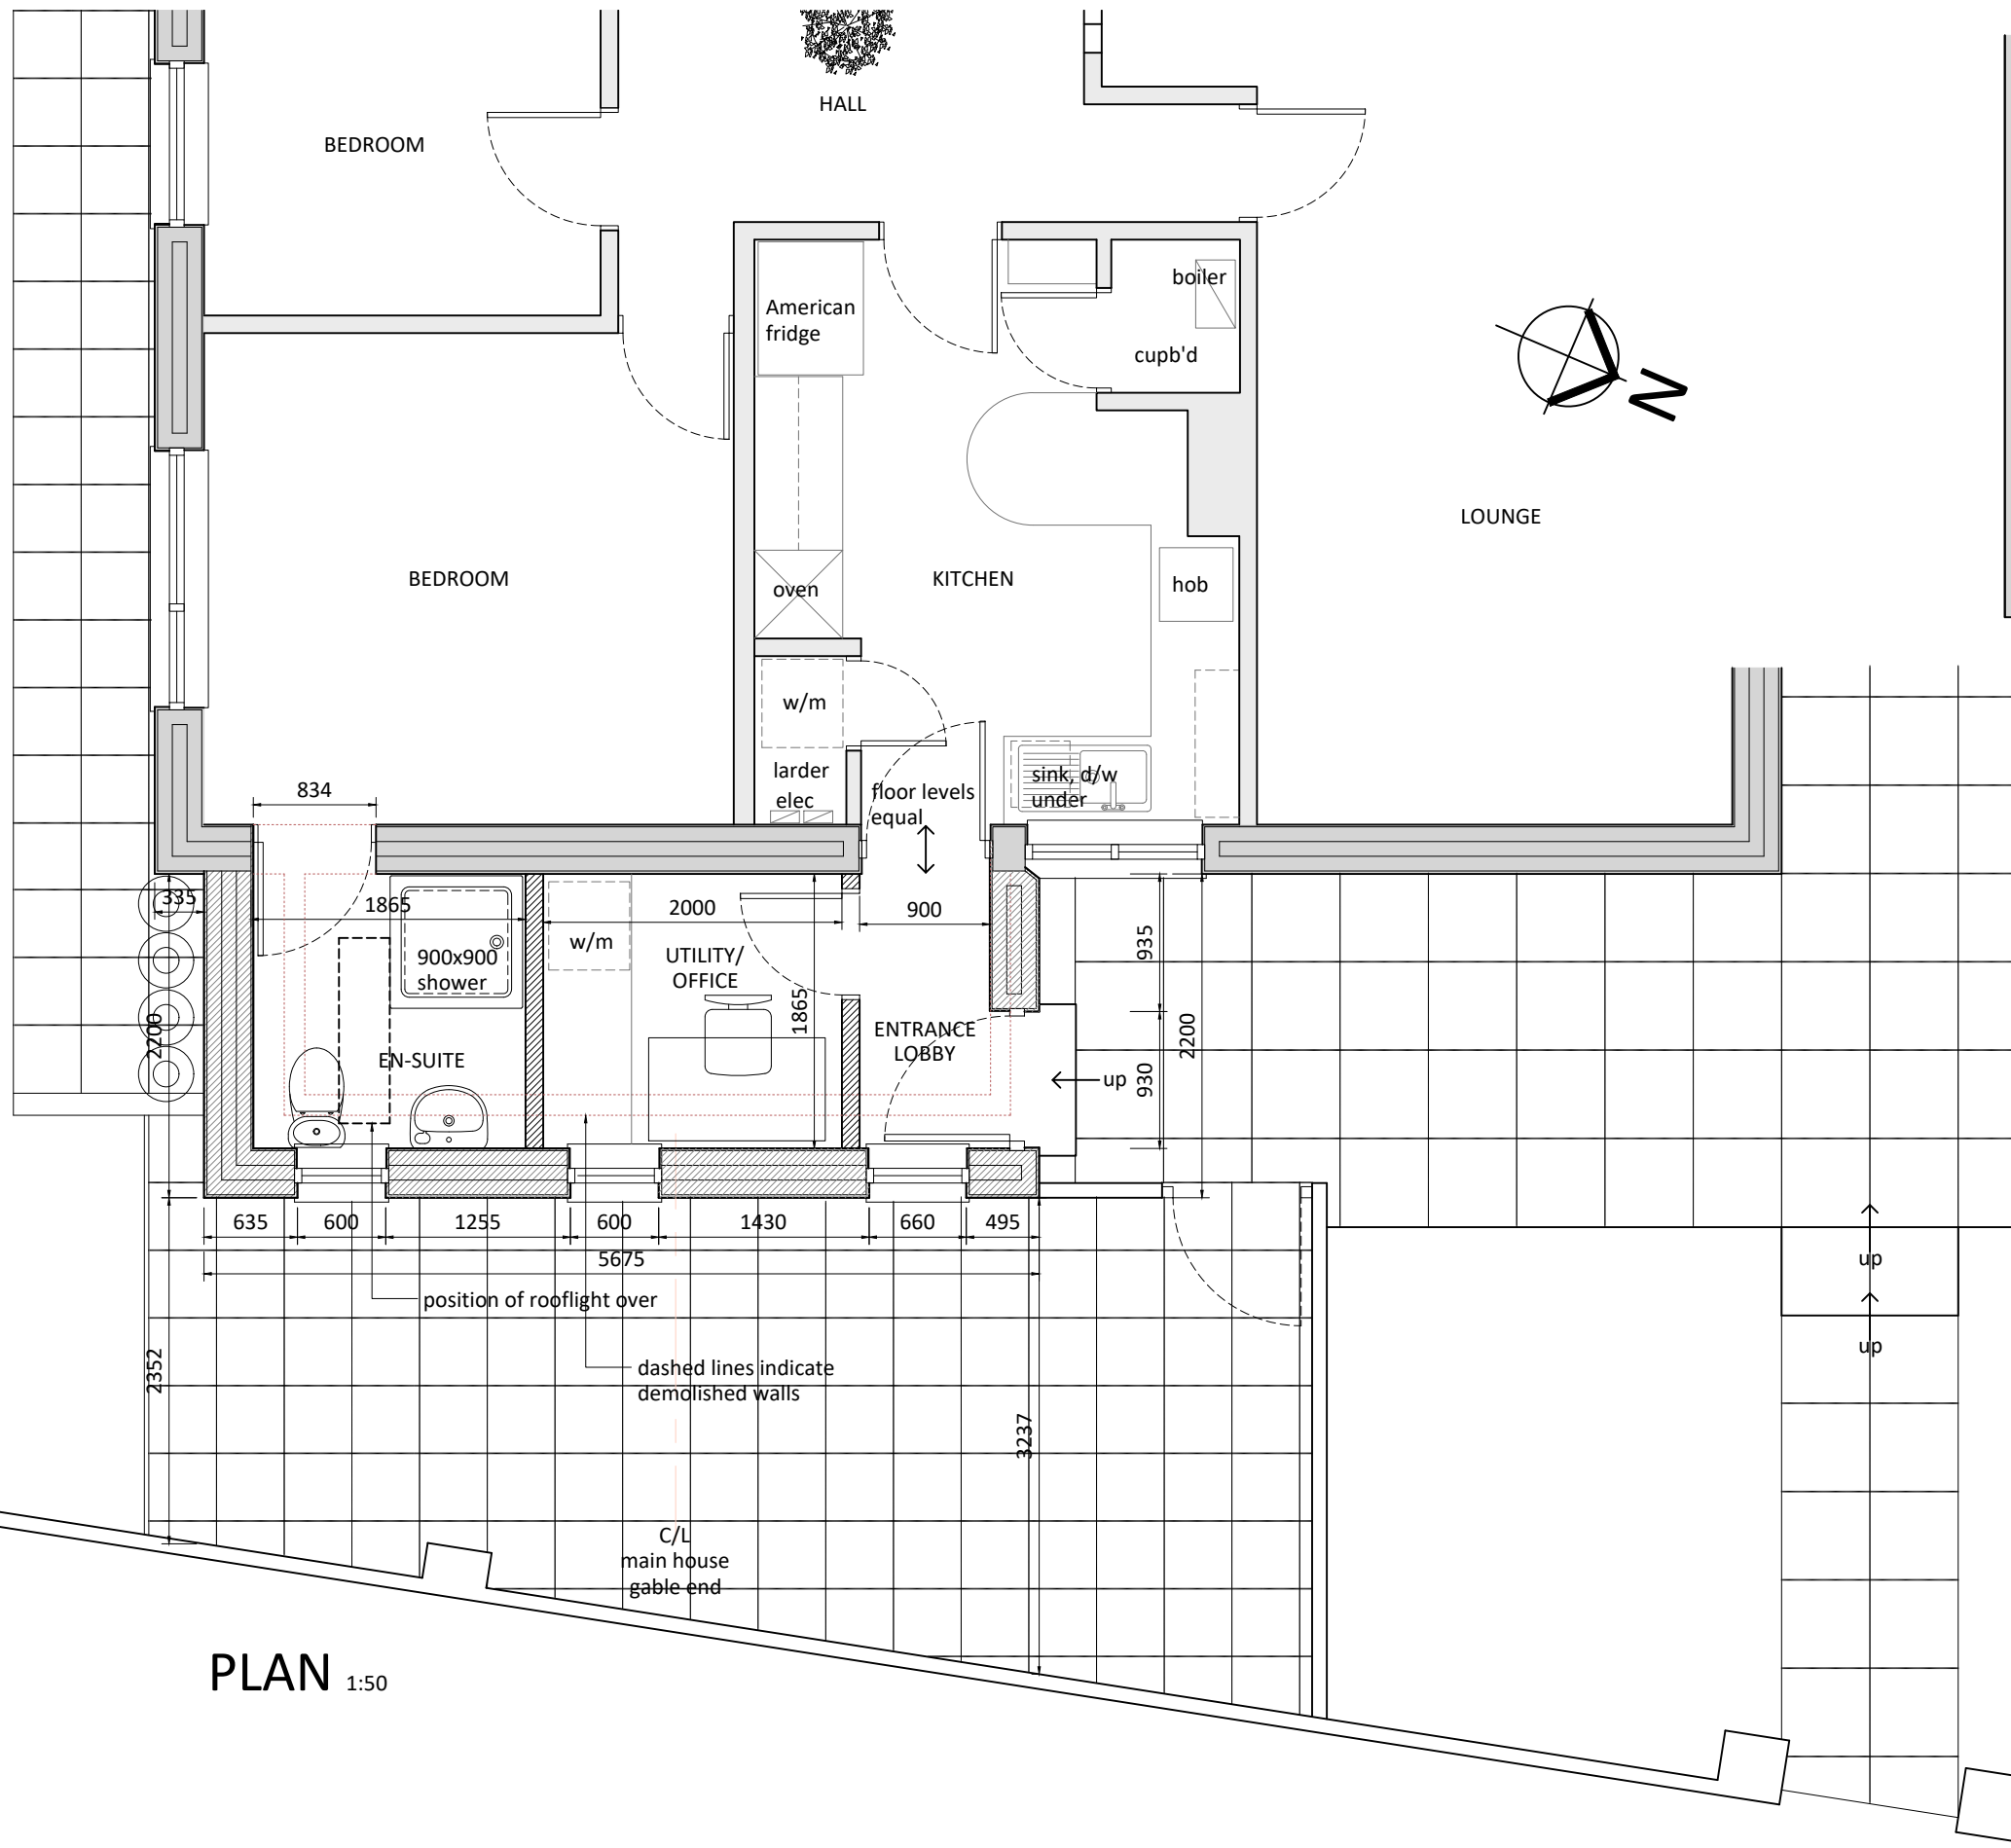 HALL
BEDROOM
American
fridge
boiler
cupb'd
N
LOUNGE
BEDROOM
KITCHEN
oven
hob
w/m
larder
elec
floor levels
equal
sink, d/w
under
834
335
1865
2000
900
935
w/m
900x900
shower
UTILITY/
OFFICE
1865
2200
ENTRANCE
LOBBY
EN-SUITE
up
930
2200
635
600
1255
600
1430
660
495
5675
up
position of rooflight over
up
2352
dashed lines indicate
demolished walls
3237
C/L
main house
gable end
PLAN 1:50